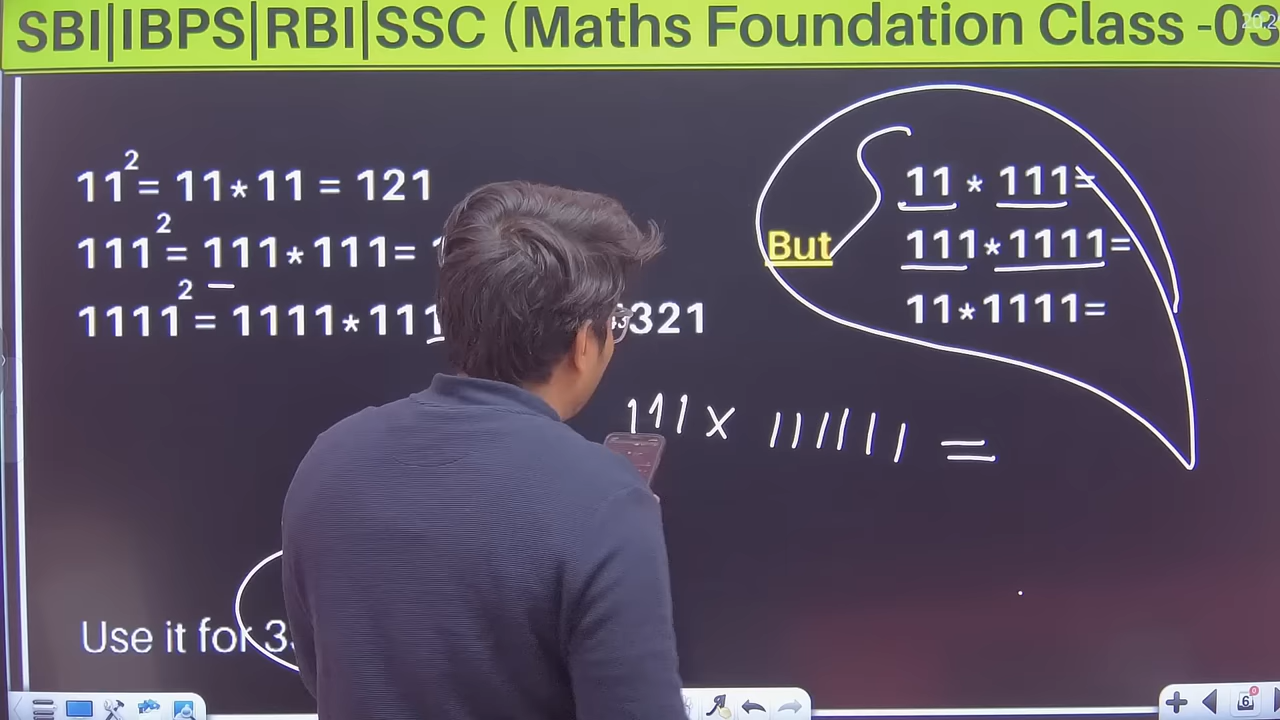 SBI|IBPS|RBI|SSC (Maths Foundation Class -03
11² = 11*11 = 121
111² = 111*111=
1111² = 1111*111 321
But
11 * 111=
111*1111=
11*1111=
111 x 111111 =
Use it for 3